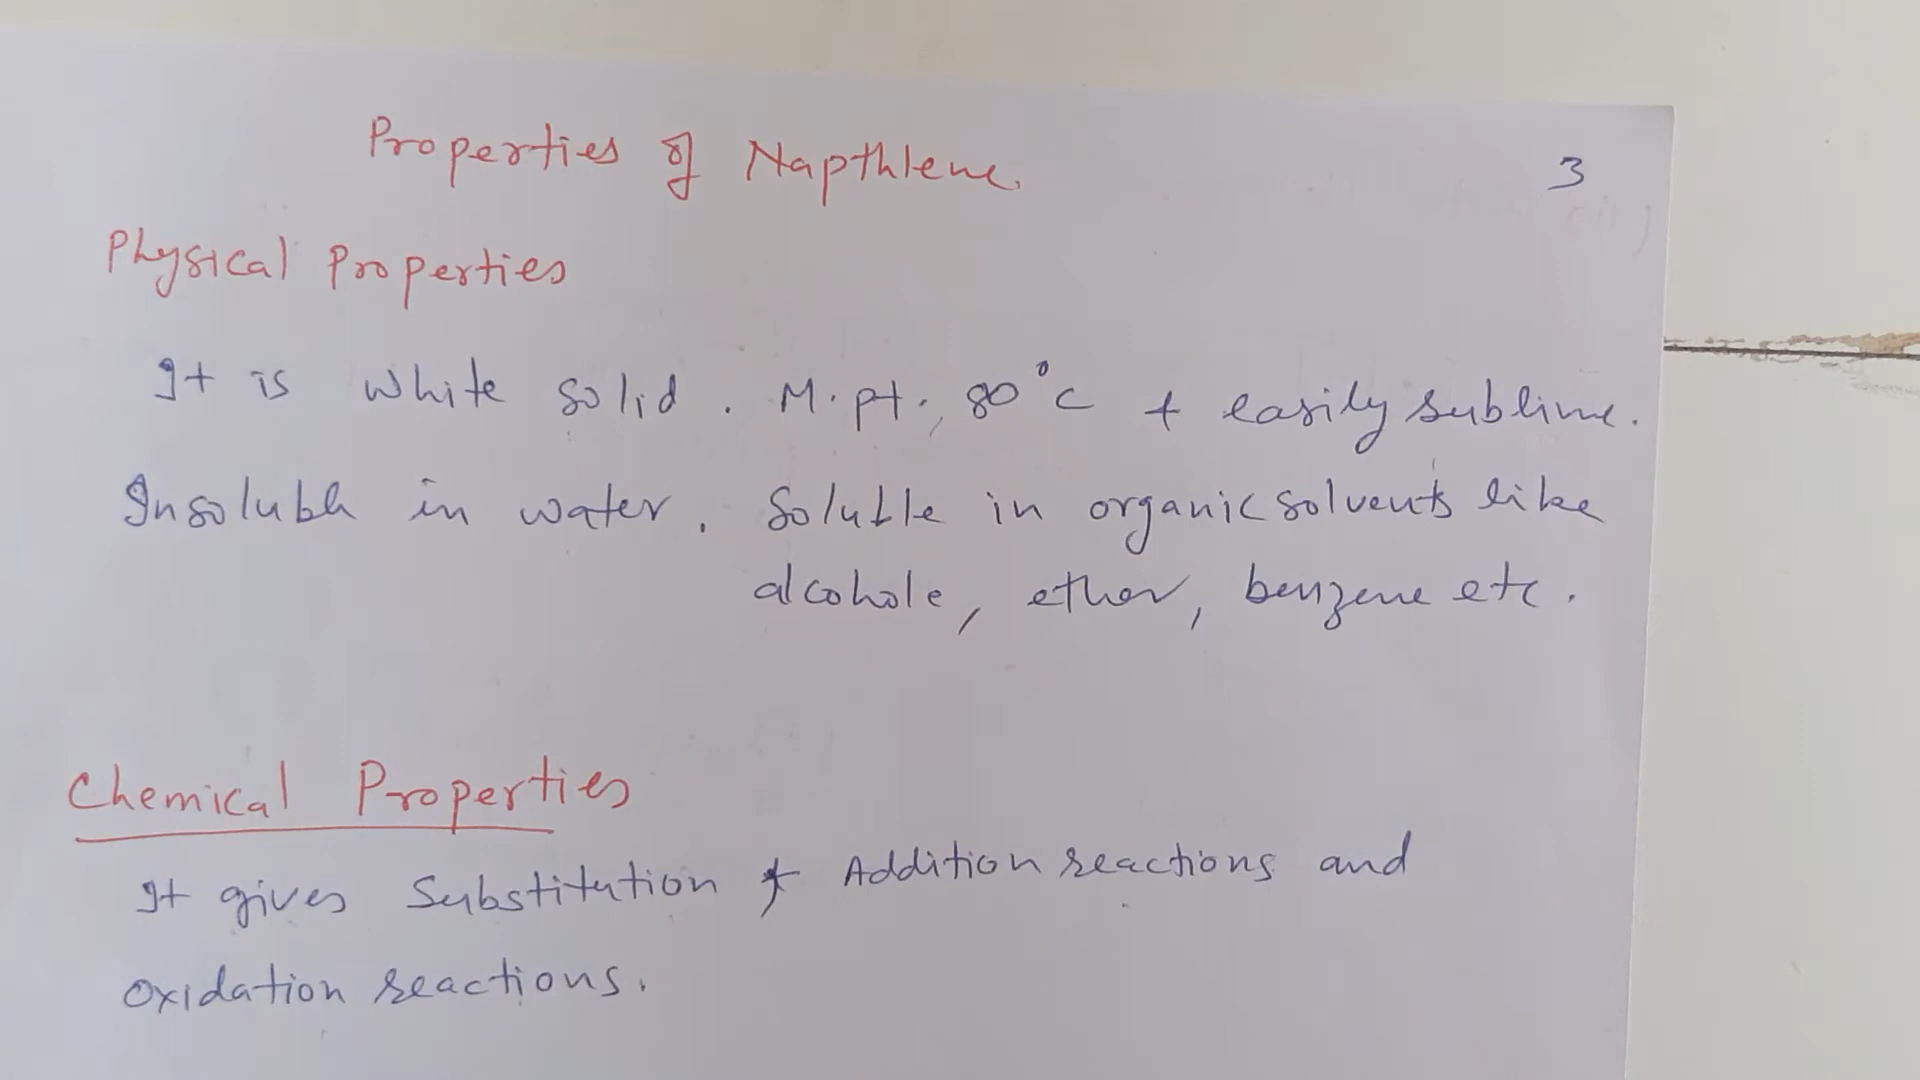 Properties of Napthlene.
3
Physical Properties
It is white solid. M.pt., 80°C + easily sublime.
Insoluble in water. Soluble in organic solvents like
alcohole, ether, benzene etc.
Chemical Properties
It gives Substitution & Addition reactions and
oxidation reactions.